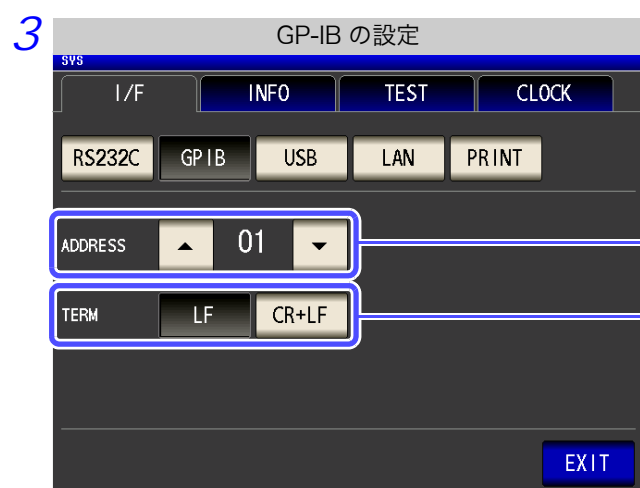 3
GP-IB の設定
SYS
I/F INFO TEST CLOCK
RS232C GPIB USB LAN PRINT
ADDRESS ▲ 01 ▼
TERM LF CR+LF
EXIT